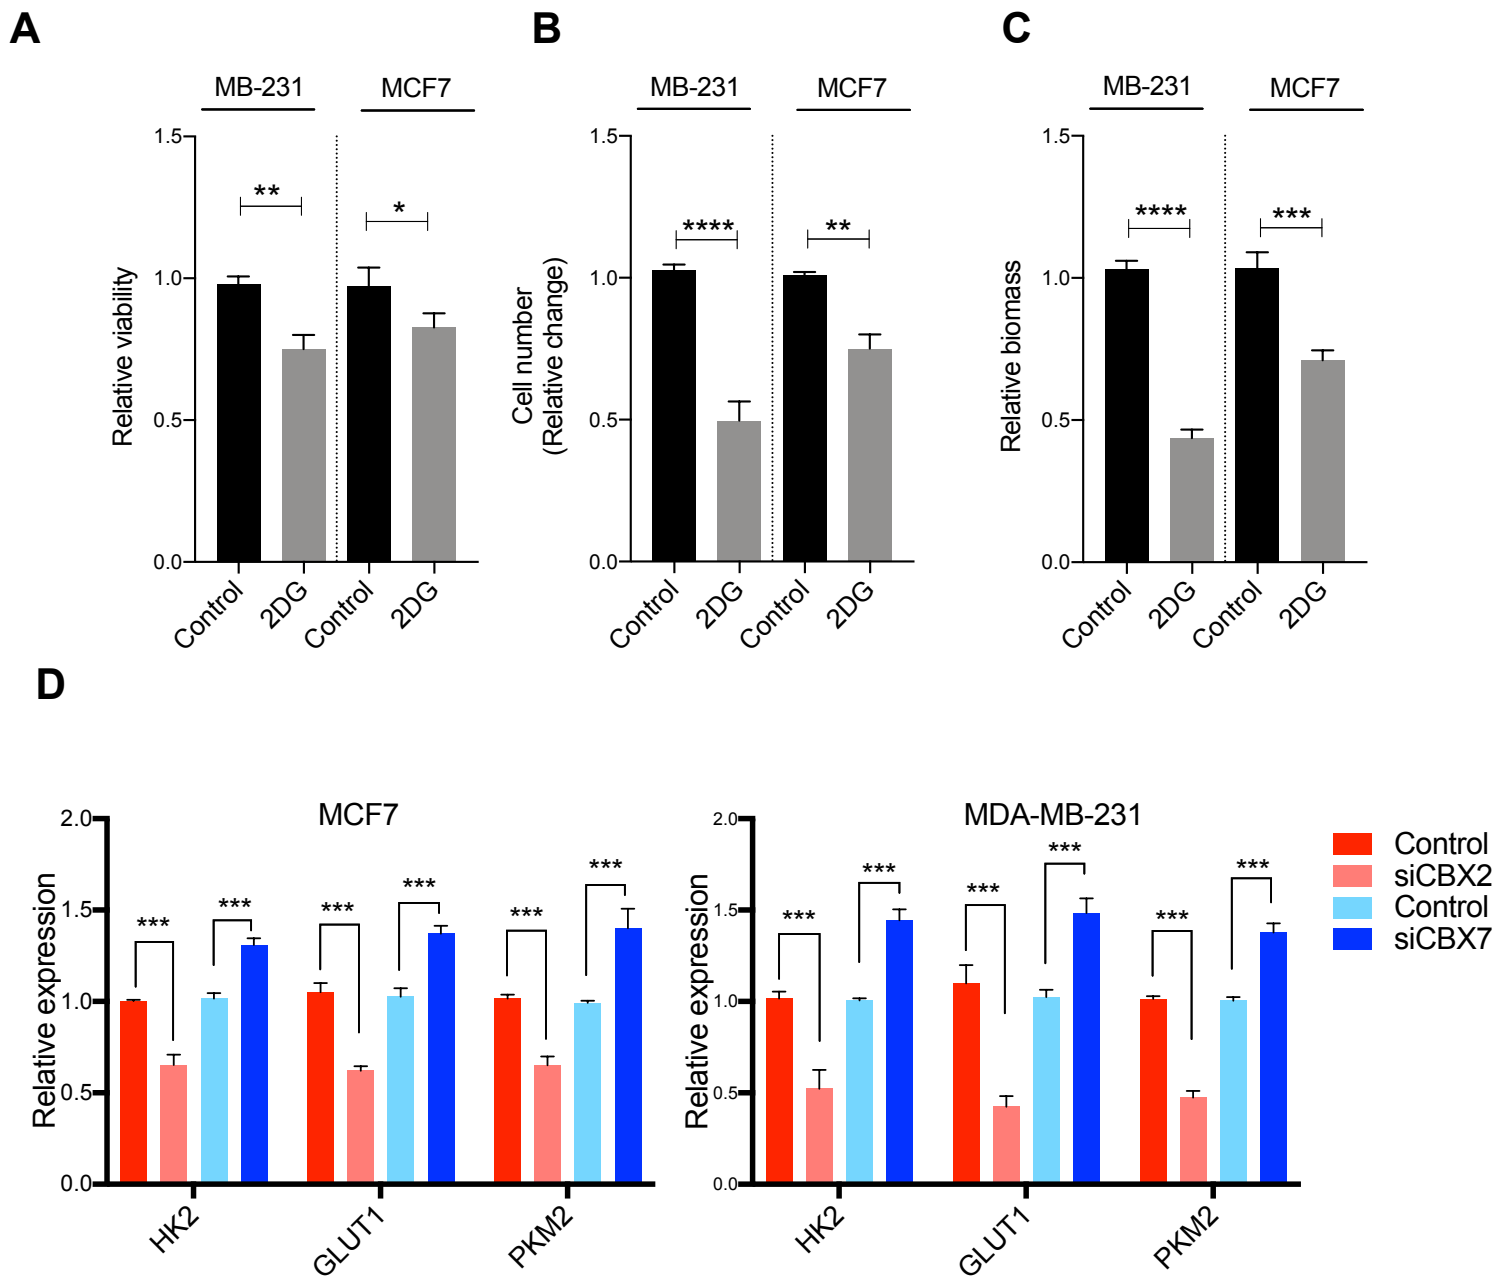 A
B
C
MB-231
MCF7
MB-231
MCF7
MB-231
MCF7
Relative viability
1.5
1.0
0.5
0.0
**
*
Control
2DG
Control
2DG
Cell number
(Relative change)
1.5
1.0
0.5
0.0
****
**
Control
2DG
Control
2DG
Relative biomass
1.5
1.0
0.5
0.0
****
***
Control
2DG
Control
2DG
D
MCF7
Relative expression
2.0
1.5
1.0
0.5
0.0
***
***
***
***
***
***
HK2
GLUT1
PKM2
MDA-MB-231
Relative expression
2.0
1.5
1.0
0.5
0.0
***
***
***
***
***
***
HK2
GLUT1
PKM2
Control
siCBX2
Control
siCBX7